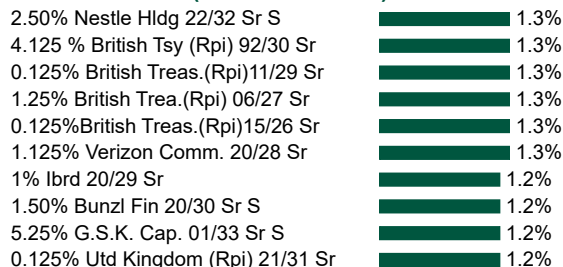 2.50% Nestle Hldg 22/32 Sr S 1.3%
4.125 % British Tsy (Rpi) 92/30 Sr 1.3%
0.125% British Treas.(Rpi)11/29 Sr 1.3%
1.25% British Trea.(Rpi) 06/27 Sr 1.3%
0.125%British Treas.(Rpi)15/26 Sr 1.3%
1.125% Verizon Comm. 20/28 Sr 1.3%
1% Ibrd 20/29 Sr 1.2%
1.50% Bunzl Fin 20/30 Sr S 1.2%
5.25% G.S.K. Cap. 01/33 Sr S 1.2%
0.125% Utd Kingdom (Rpi) 21/31 Sr 1.2%